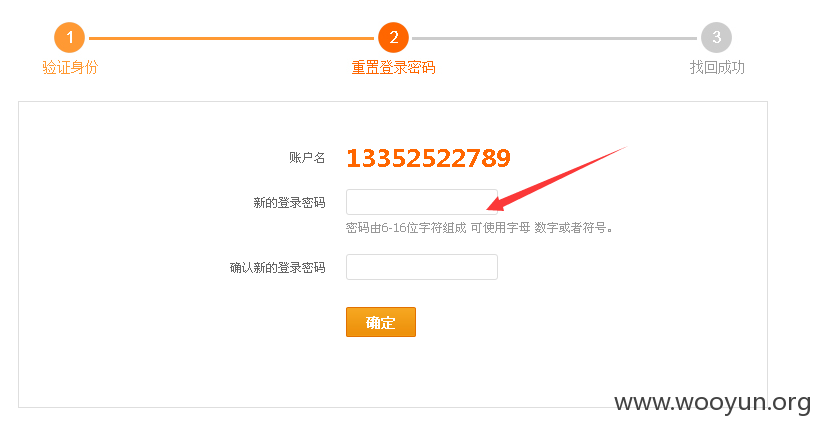 1 2 3
验证身份 重置登录密码 找回成功
账户名 13352522789
新的登录密码
密码由6-16位字符组成 可使用字母 数字或者符号。
确认新的登录密码
确定
www.wooyun.org